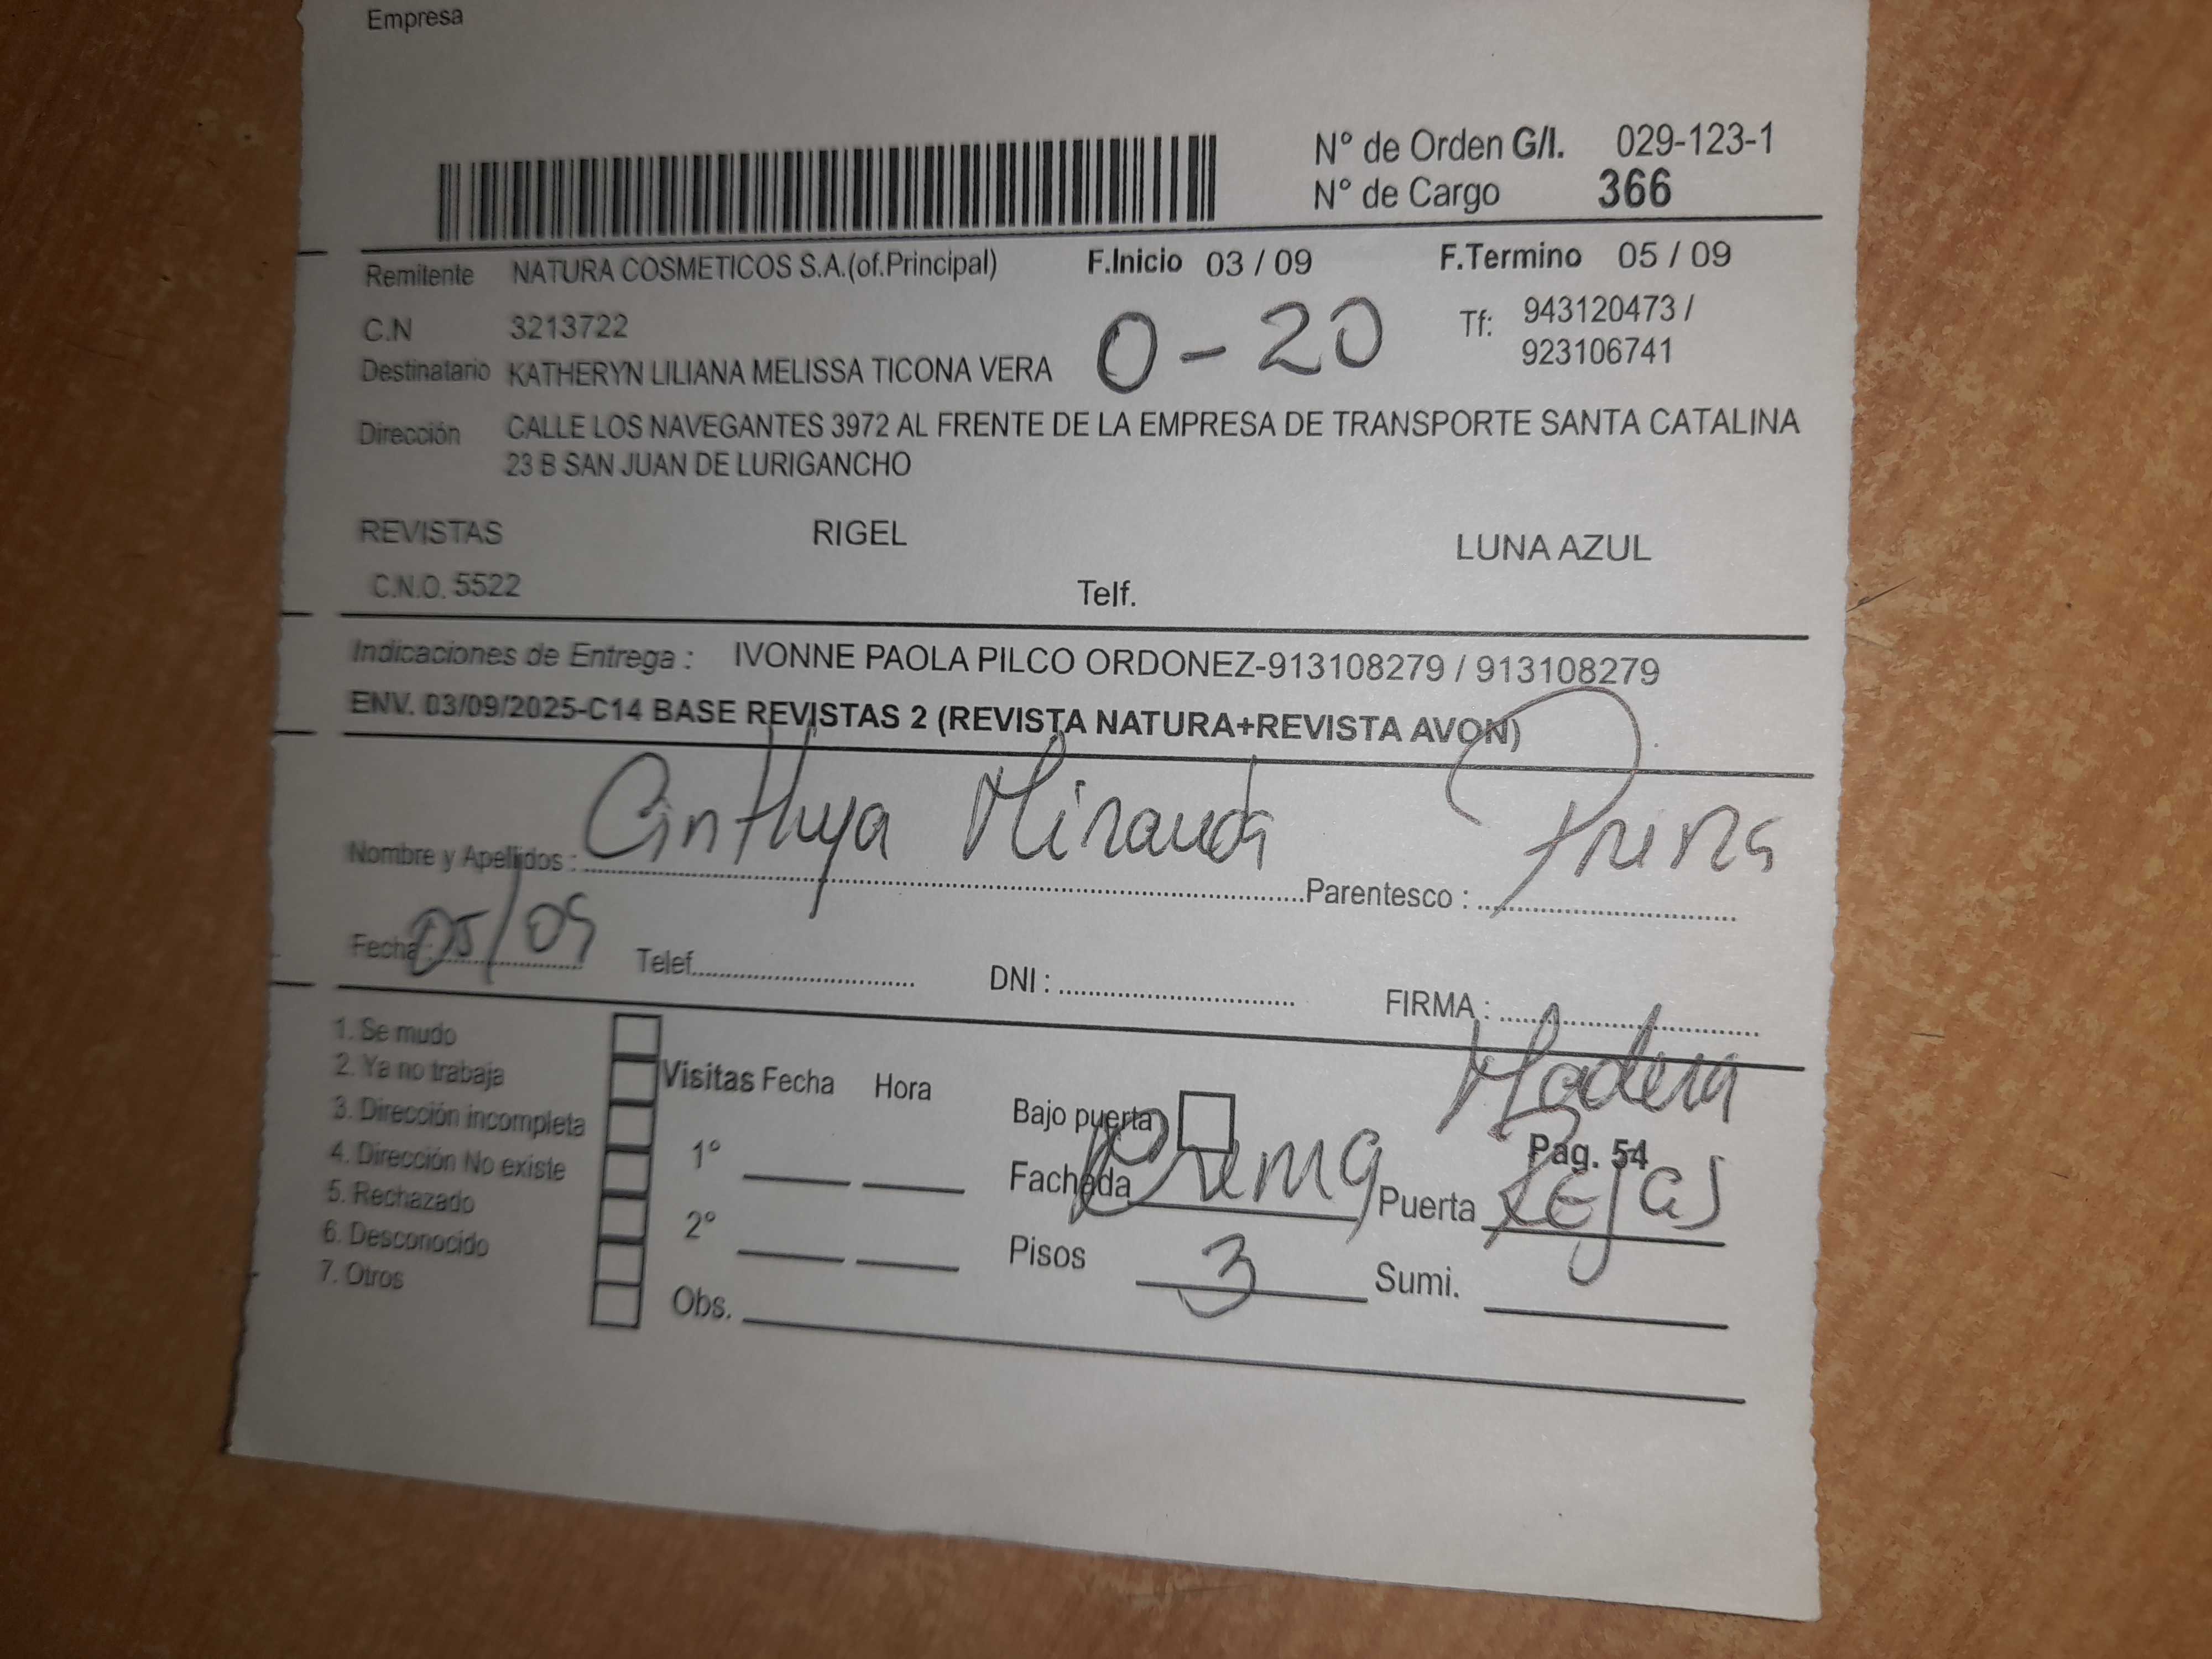 Empresa
Nº de Orden G/I. 029-123-1
Nº de Cargo 366
Remitente NATURA COSMETICOS S.A.(of.Principal) F.Inicio 03 / 09 F.Termino 05 / 09
C.N 3213722 0-20 Tf: 943120473 /
923106741
Destinatario KATHERYN LILIANA MELISSA TICONA VERA
Dirección CALLE LOS NAVEGANTES 3972 AL FRENTE DE LA EMPRESA DE TRANSPORTE SANTA CATALINA
23 B SAN JUAN DE LURIGANCHO
REVISTAS RIGEL LUNA AZUL
C.N.O. 5522 Telf.
Indicaciones de Entrega : IVONNE PAOLA PILCO ORDONEZ-913108279 / 913108279
ENV. 03/09/2025-C14 BASE REVISTAS 2 (REVISTA NATURA+REVISTA AVON)
Nombre y Apellidos : Cinthya Miranda Parentesco : Prima
Fecha : 05/09 Telef. DNI : FIRMA :
1. Se mudo
2. Ya no trabaja Visitas Fecha Hora Madera
3. Dirección incompleta Bajo puerta Pag. 54
4. Dirección No existe 1º Fachada Crema Puerta rejas
5. Rechazado
6. Desconocido 2º Pisos 3 Sumi.
7. Otros Obs.